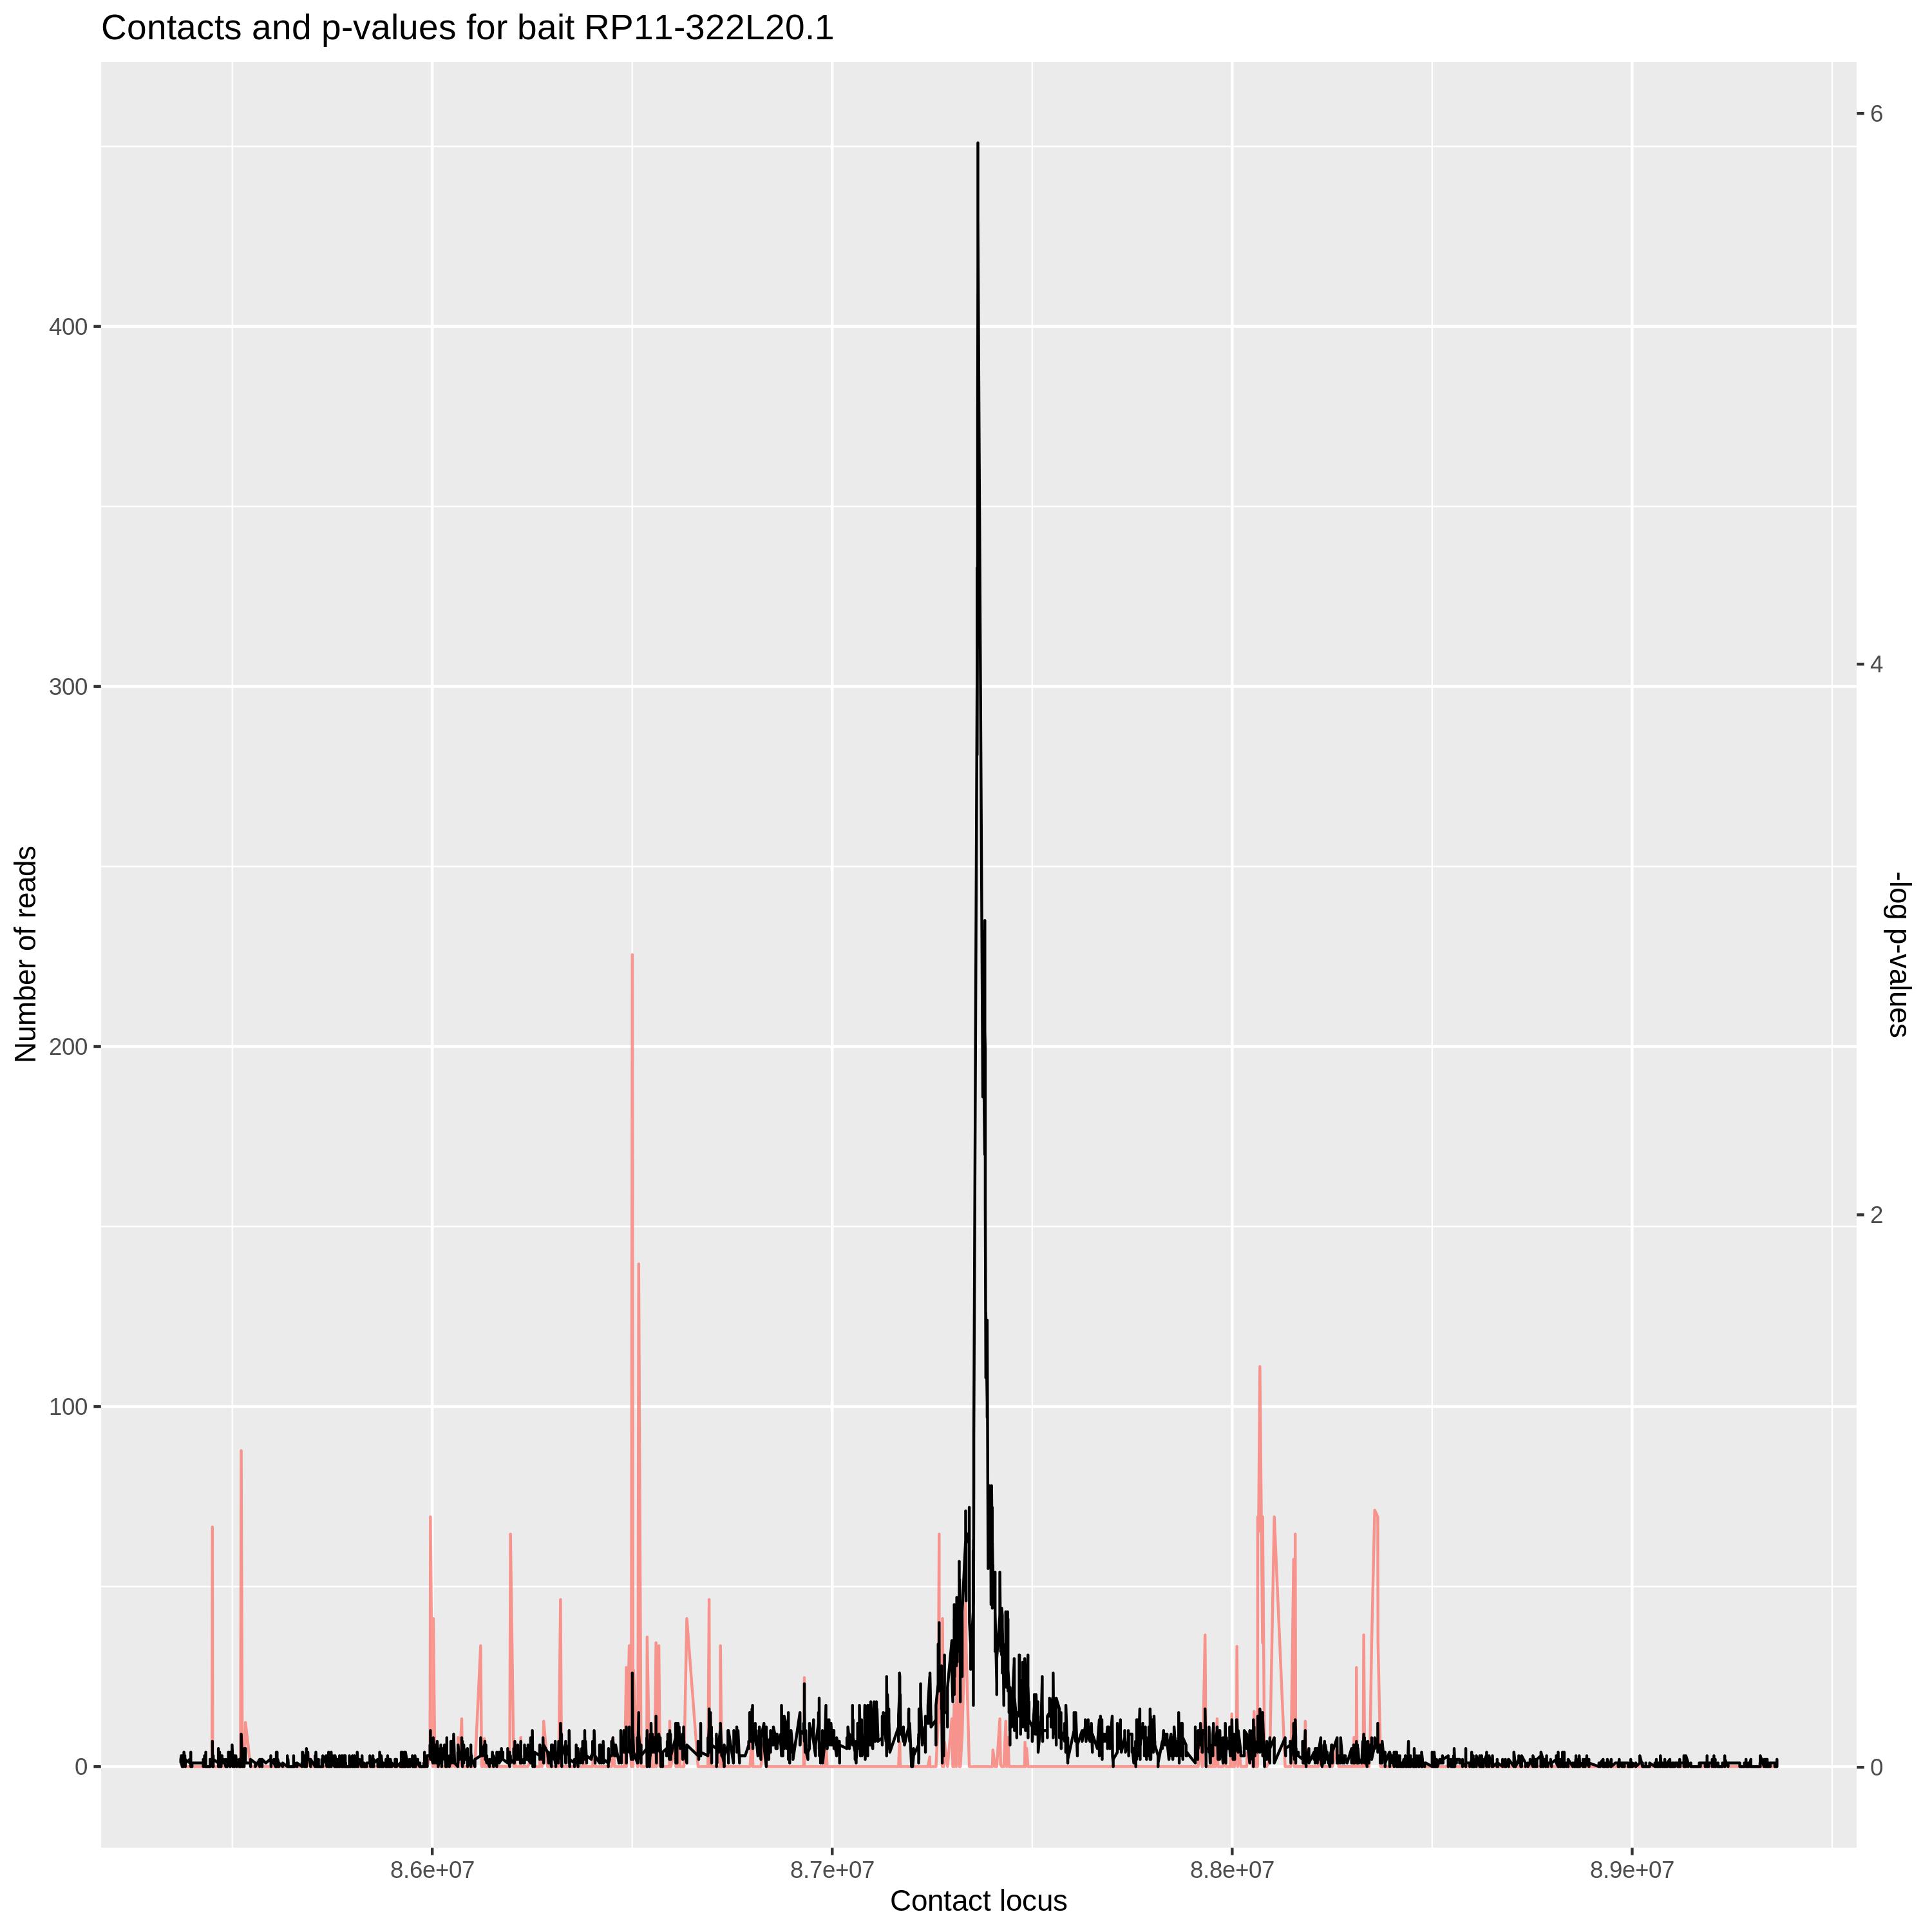 Contacts and p-values for bait RP11-322L20.1
Number of reads
400
300
200
100
0
6
4
2
0
-log p-values
8.6e+07
8.7e+07
8.8e+07
8.9e+07
Contact locus